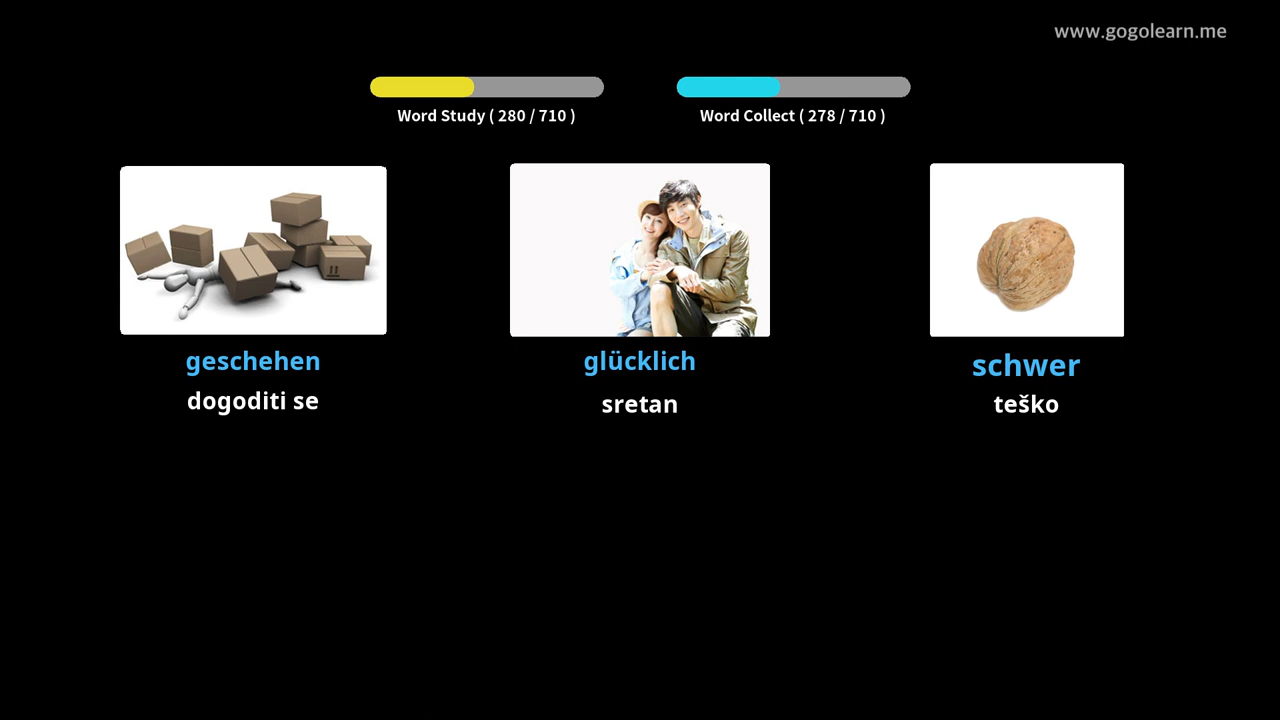 www.gogolearn.me
Word Study ( 280 / 710 )
Word Collect ( 278 / 710 )
geschehen
dogoditi se
glücklich
sretan
schwer
teško